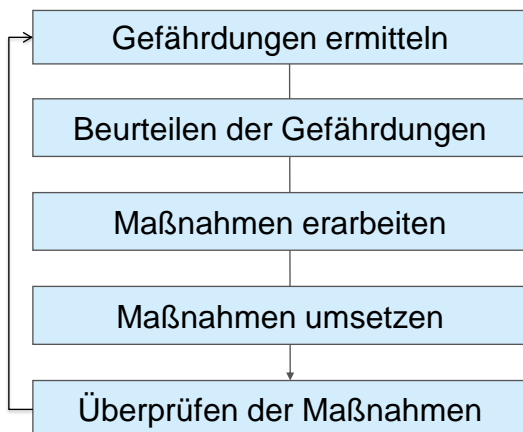 Gefährdungen ermitteln
Beurteilen der Gefährdungen
Maßnahmen erarbeiten
Maßnahmen umsetzen
Überprüfen der Maßnahmen